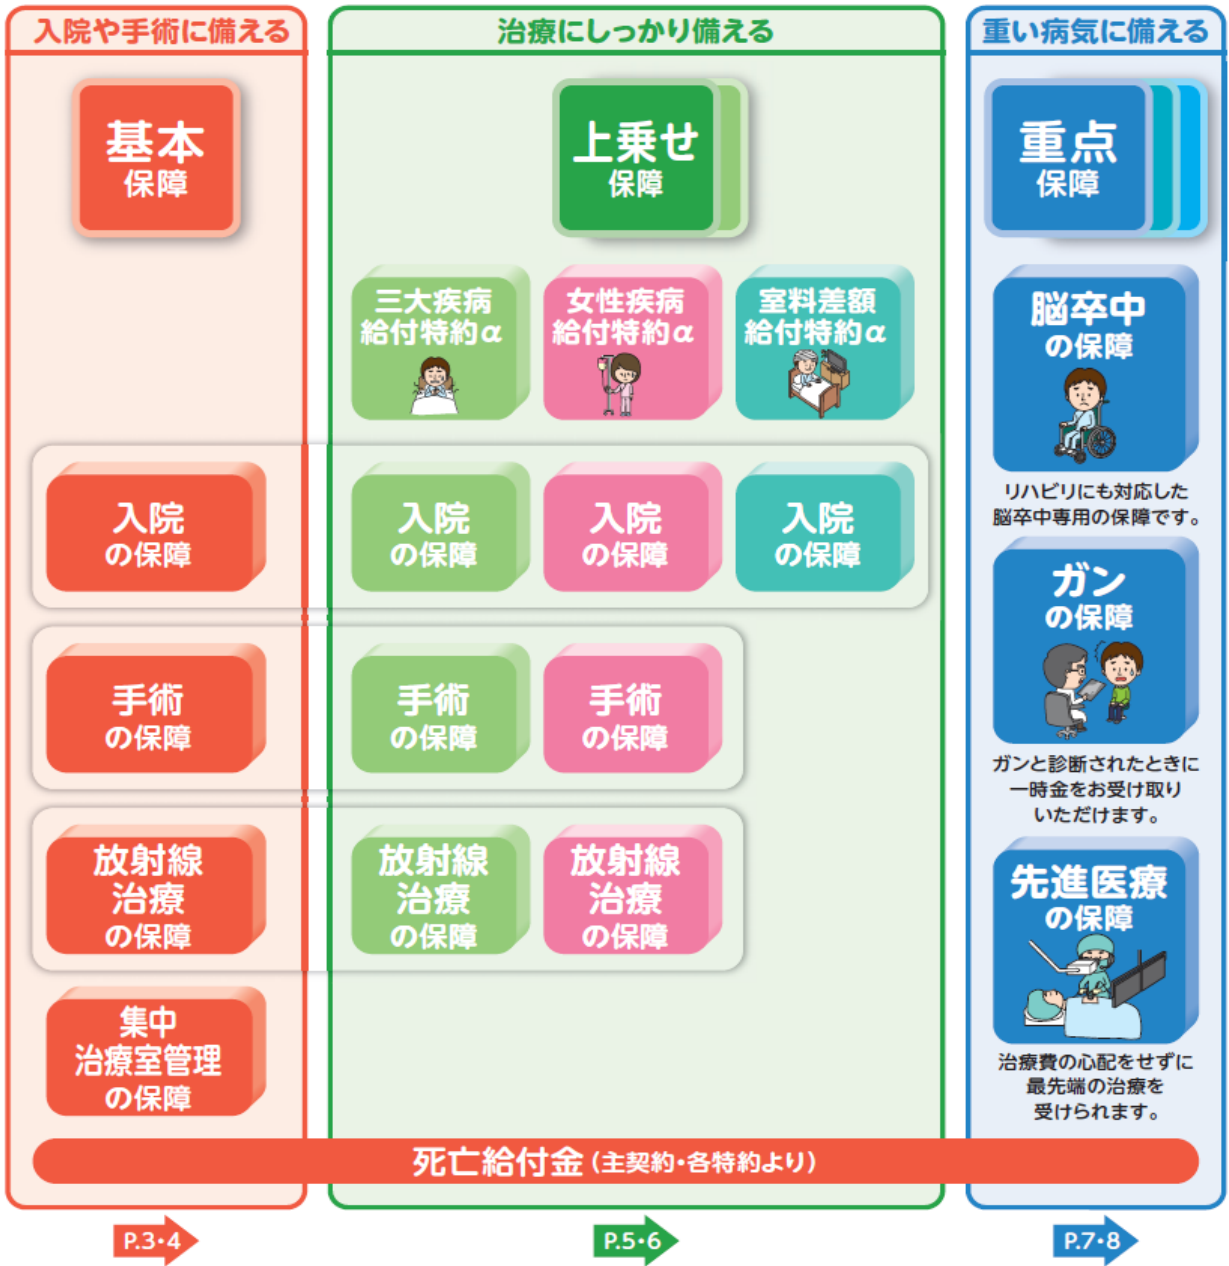 入院や手術に備える
基本
保障
入院
の保障
手術
の保障
放射線
治療
の保障
集中
治療室管理
の保障
治療にしっかり備える
上乗せ
保障
三大疾病
給付特約α
女性疾病
給付特約α
室料差額
給付特約α
入院
の保障
入院
の保障
入院
の保障
手術
の保障
手術
の保障
放射線
治療
の保障
放射線
治療
の保障
重い病気に備える
重点
保障
脳卒中
の保障
リハビリにも対応した
脳卒中専用の保障です。
ガン
の保障
ガンと診断されたときに
一時金をお受け取り
いただけます。
先進医療
の保障
治療費の心配をせずに
最先端の治療を
受けられます。
死亡給付金(主契約・各特約より)
P.3・4
P.5・6
P.7・8